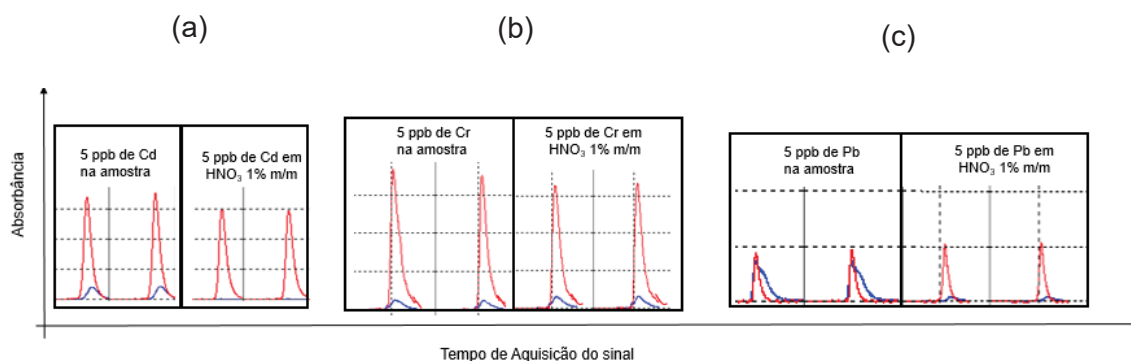 (a)
(b)
(c)
Absorbância
5 ppb de Cd
na amostra
5 ppb de Cd em
HNO₃ 1% m/m
5 ppb de Cr
na amostra
5 ppb de Cr em
HNO₃ 1% m/m
5 ppb de Pb
na amostra
5 ppb de Pb em
HNO₃ 1% m/m
Tempo de Aquisição do sinal